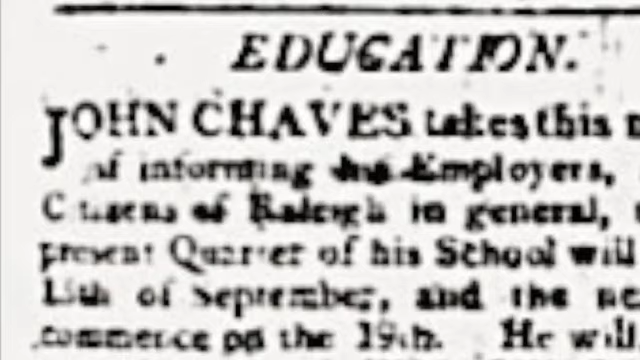 EDUCATION.
JOHN CHAVES takes this
of informing his Employers,
Citizens of Raleigh in general,
present Quarter of his School will
15th of September, and the ne
commence on the 19th. He will